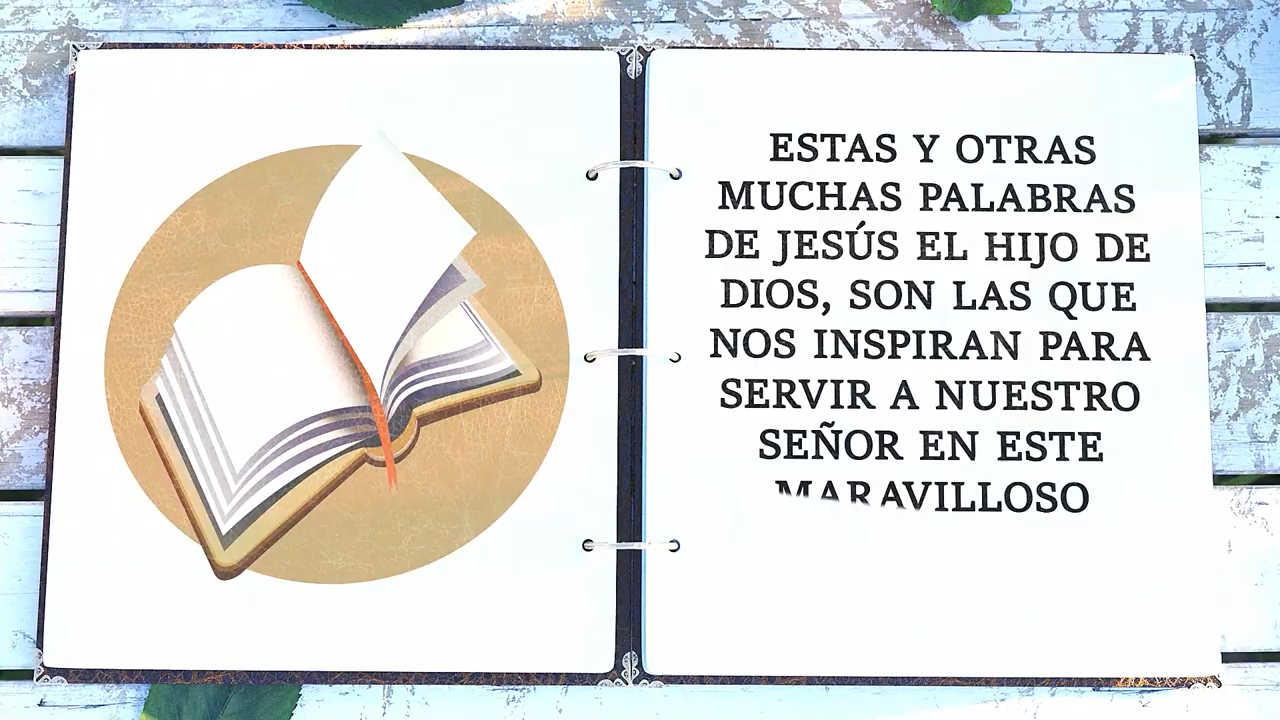 ESTAS Y OTRAS
MUCHAS PALABRAS
DE JESÚS EL HIJO DE
DIOS, SON LAS QUE
NOS INSPIRAN PARA
SERVIR A NUESTRO
SEÑOR EN ESTE
MARAVILLOSO